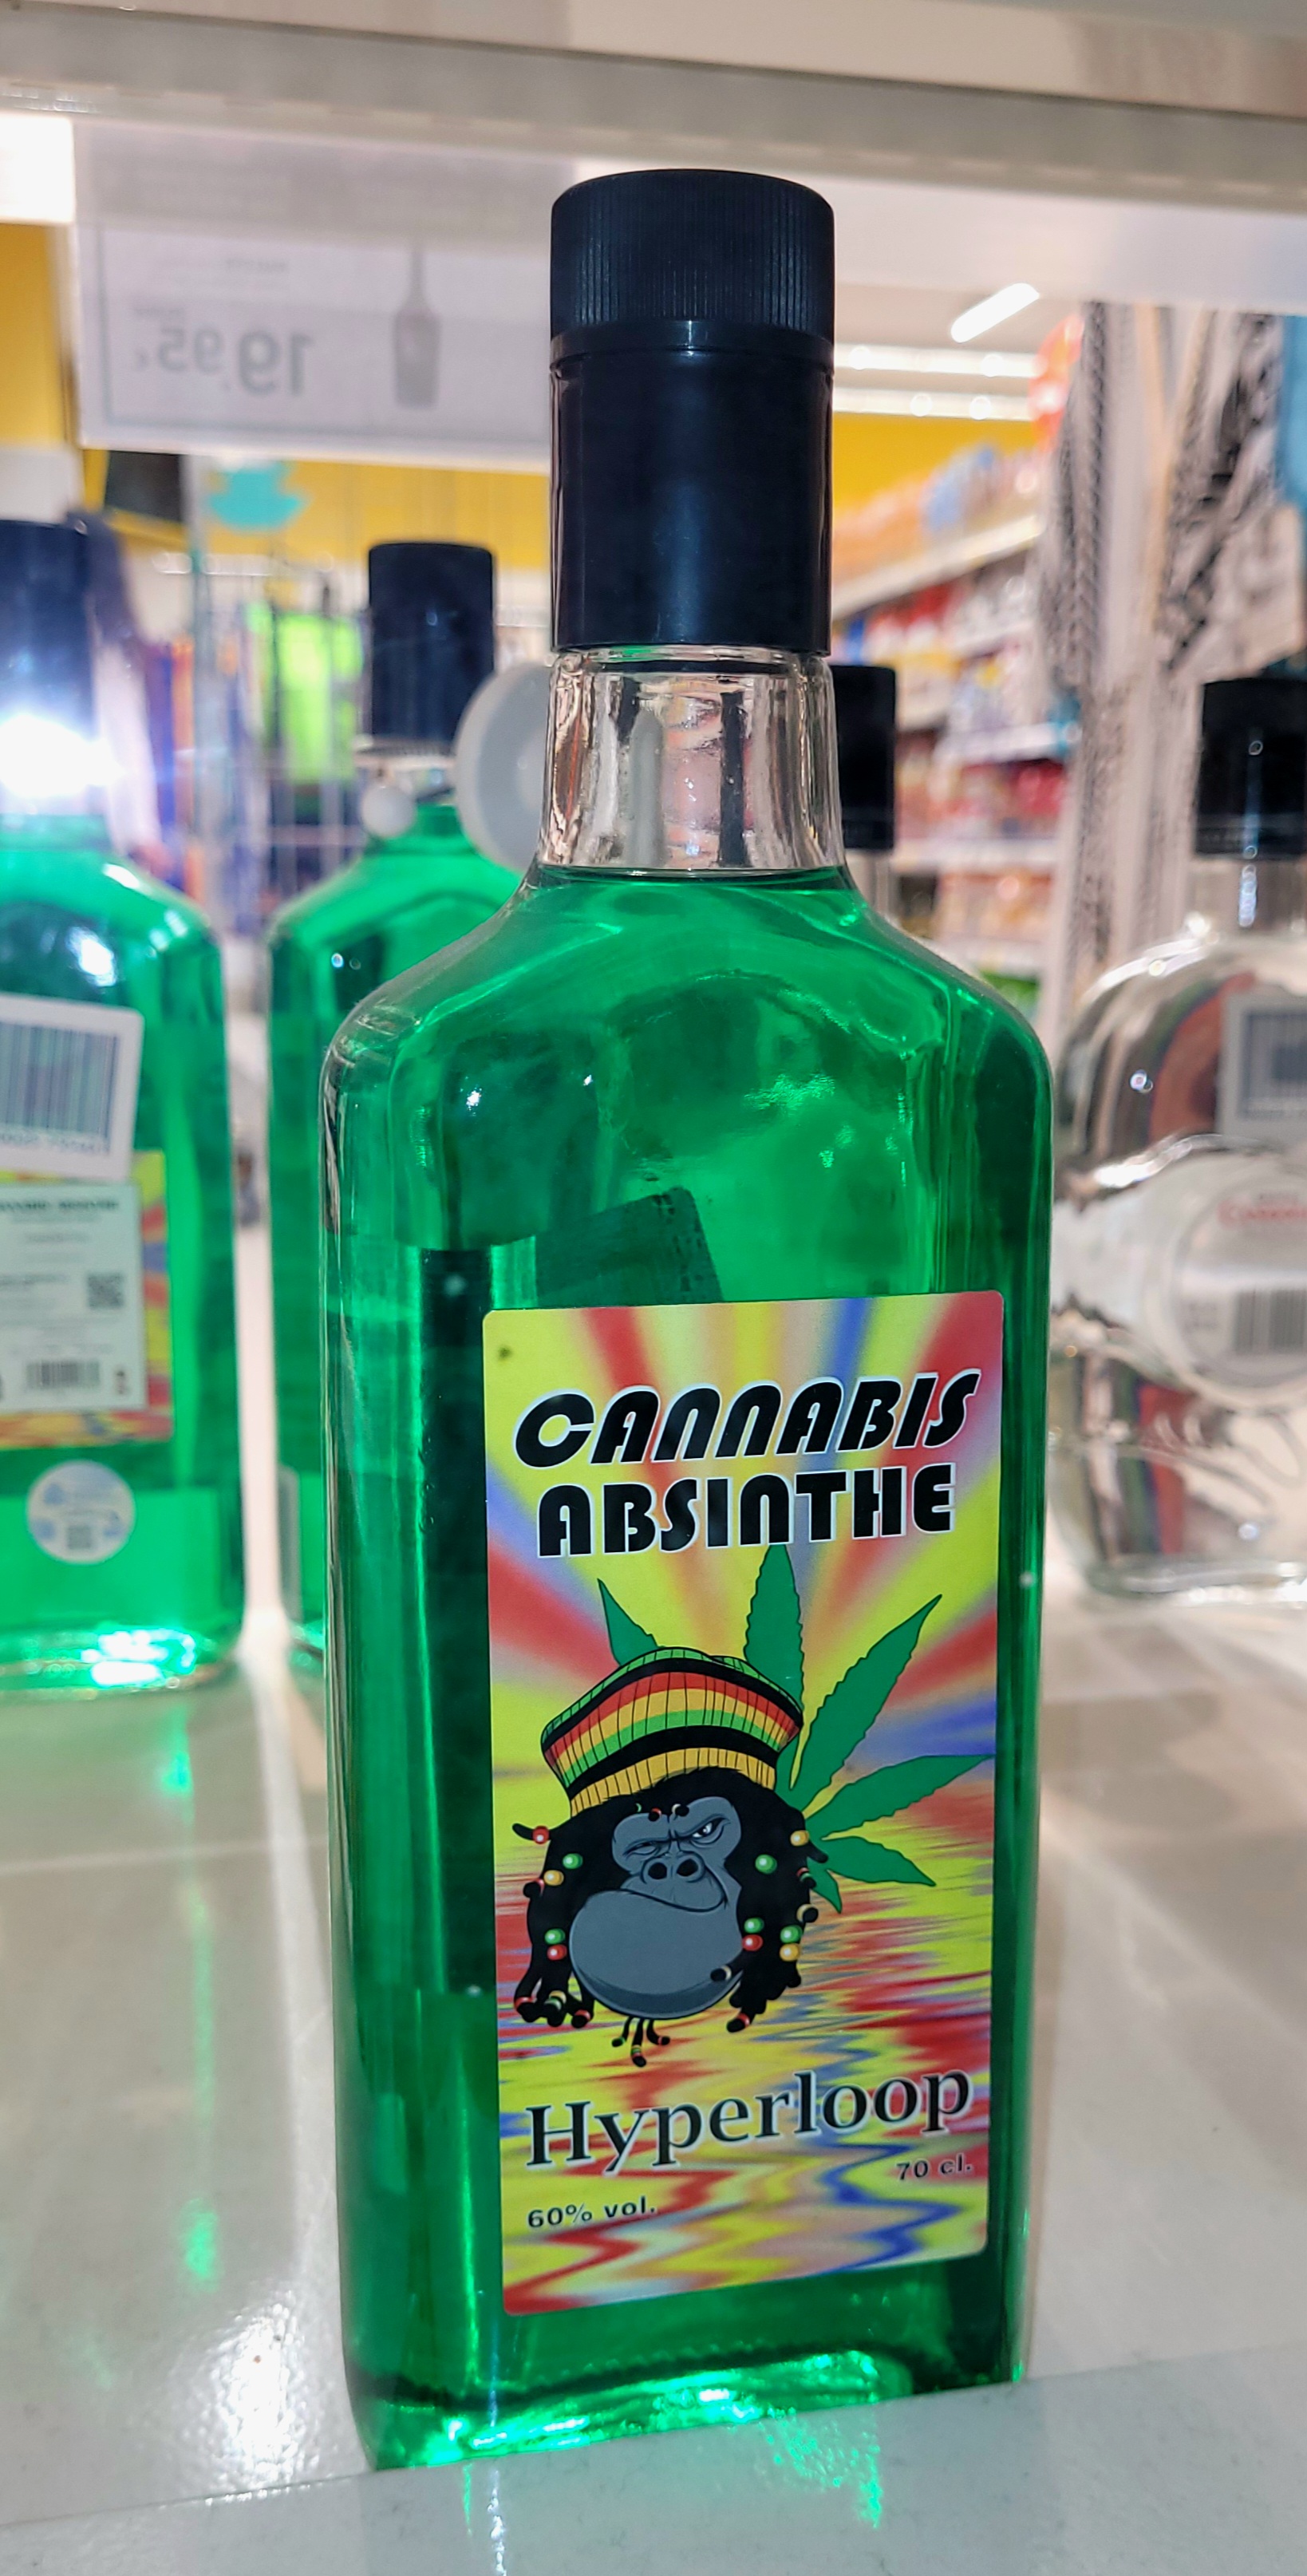 19,95 €
CANNABIS
ABSINTHE
Hyperloop
70 cl.
60% vol.